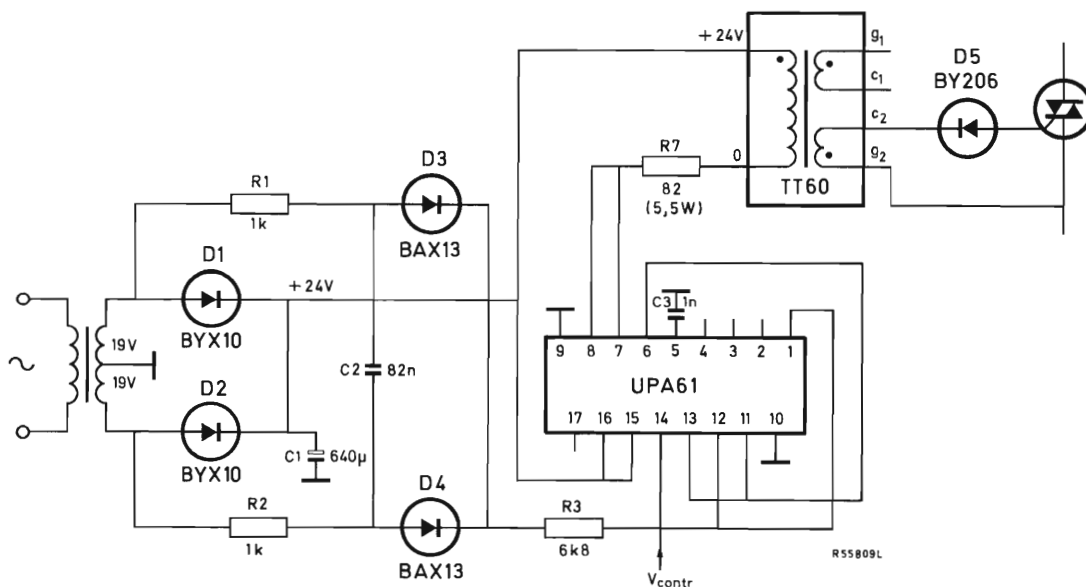 +24V
g1
c1
c2
g2
0
TT60
D5
BY206
R7
82
(5,5W)
R1
1k
D3
BAX13
D1
BYX10
+24V
19V
19V
D2
BYX10
C1 640µ
C2 82n
R2
1k
D4
BAX13
R3
6k8
C3 1n
9 8 7 6 5 4 3 2 1
UPA61
17 16 15 14 13 12 11 10
Vcontr
RS5809L